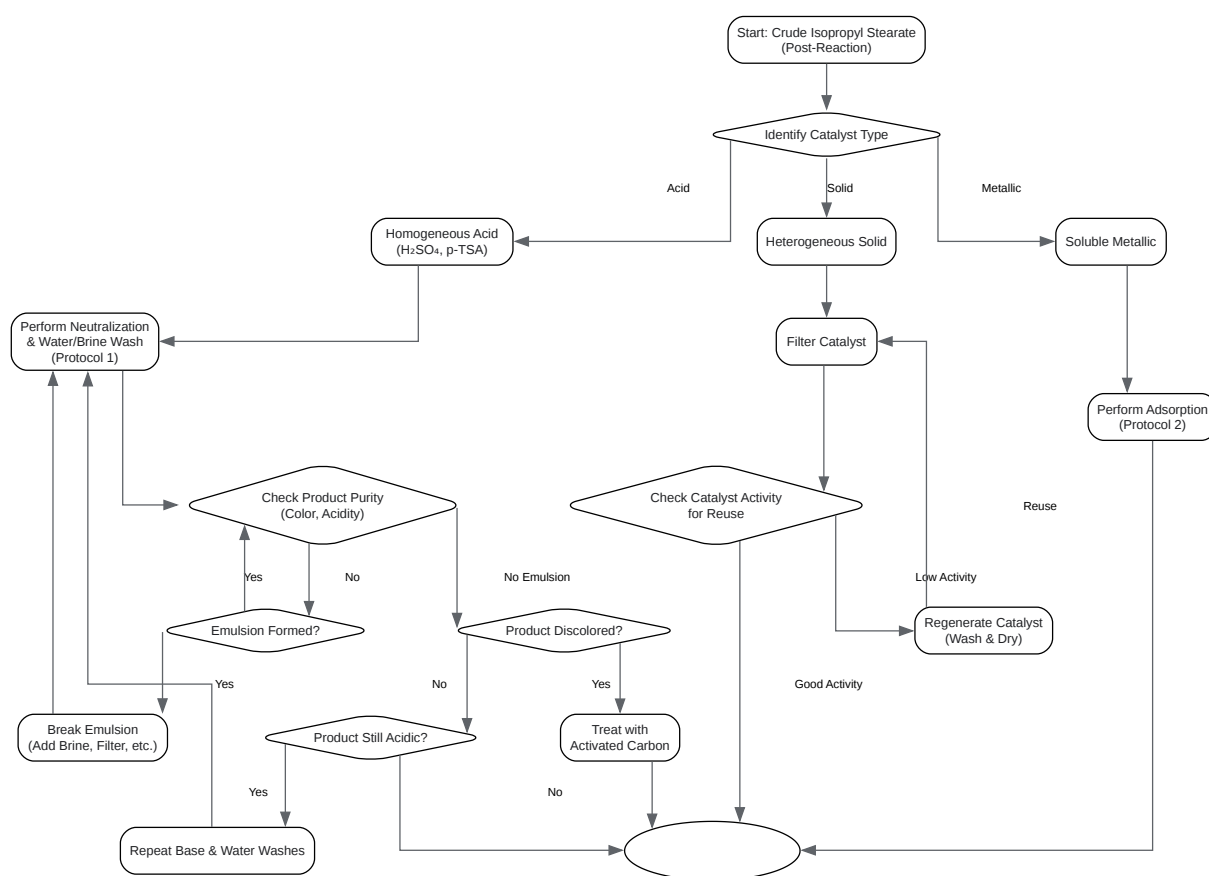 Start: Crude Isopropyl Stearate
(Post-Reaction)
Identify Catalyst Type
Acid
Solid
Metallic
Homogeneous Acid
(H₂SO₄, p-TSA)
Heterogeneous Solid
Soluble Metallic
Perform Neutralization
& Water/Brine Wash
(Protocol 1)
Filter Catalyst
Perform Adsorption
(Protocol 2)
Check Product Purity
(Color, Acidity)
Check Catalyst Activity
for Reuse
Reuse
Yes
No
No Emulsion
Low Activity
Emulsion Formed?
Product Discolored?
Regenerate Catalyst
(Wash & Dry)
Yes
No
Yes
Good Activity
Break Emulsion
(Add Brine, Filter, etc.)
Product Still Acidic?
Treat with
Activated Carbon
Yes
No
Repeat Base & Water Washes